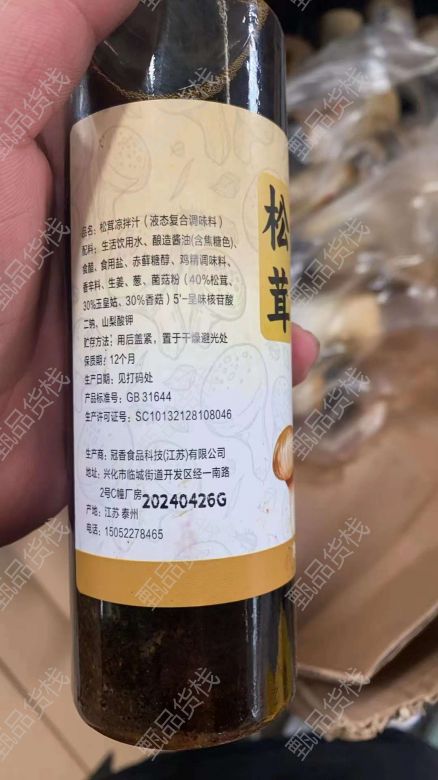 松茸
品名：松茸凉拌汁（液态复合调味料）
配料：生活饮用水、酿造酱油(含焦糖色)、
食醋、食用盐、赤藓糖醇、鸡精调味料、
香辛料、生姜、葱、菌菇粉（40%松茸、
30%玉皇菇、30%香菇）5'-呈味核苷酸
二钠、山梨酸钾
贮存方法：用后盖紧，置于干燥避光处
保质期：12个月
生产日期：见打码处
产品标准号：GB 31644
生产许可证号：SC10132128108046
生产商：冠香食品科技(江苏)有限公司
地址：兴化市临城街道开发区经一南路
2号C幢厂房
20240426G
产地：江苏 泰州
电话：15052278465
甄品货栈